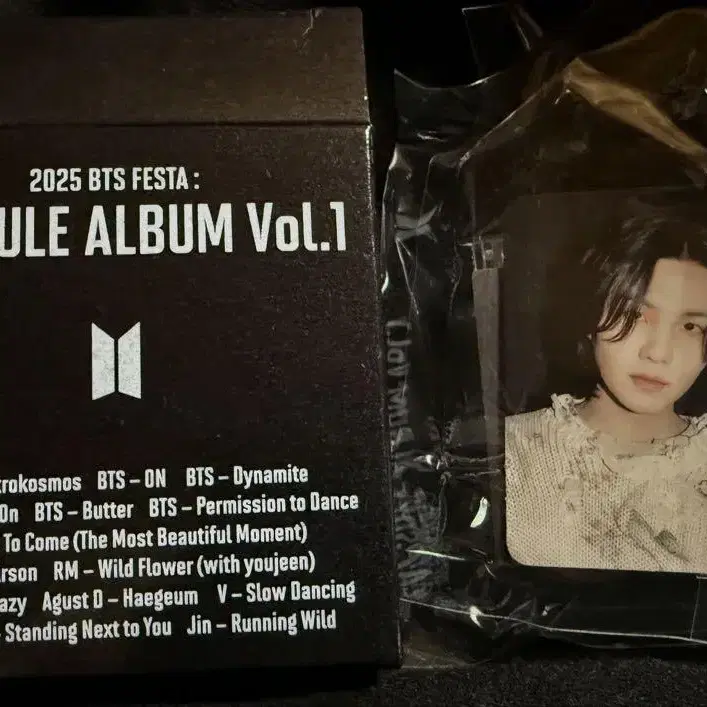 2025 BTS FESTA :
ULE ALBUM Vol.1
rokosmos BTS – ON BTS – Dynamite
On BTS – Butter BTS – Permission to Dance
To Come (The Most Beautiful Moment)
rson RM – Wild Flower (with youjeen)
azy Agust D – Haegeum V – Slow Dancing
– Standing Next to You Jin – Running Wild